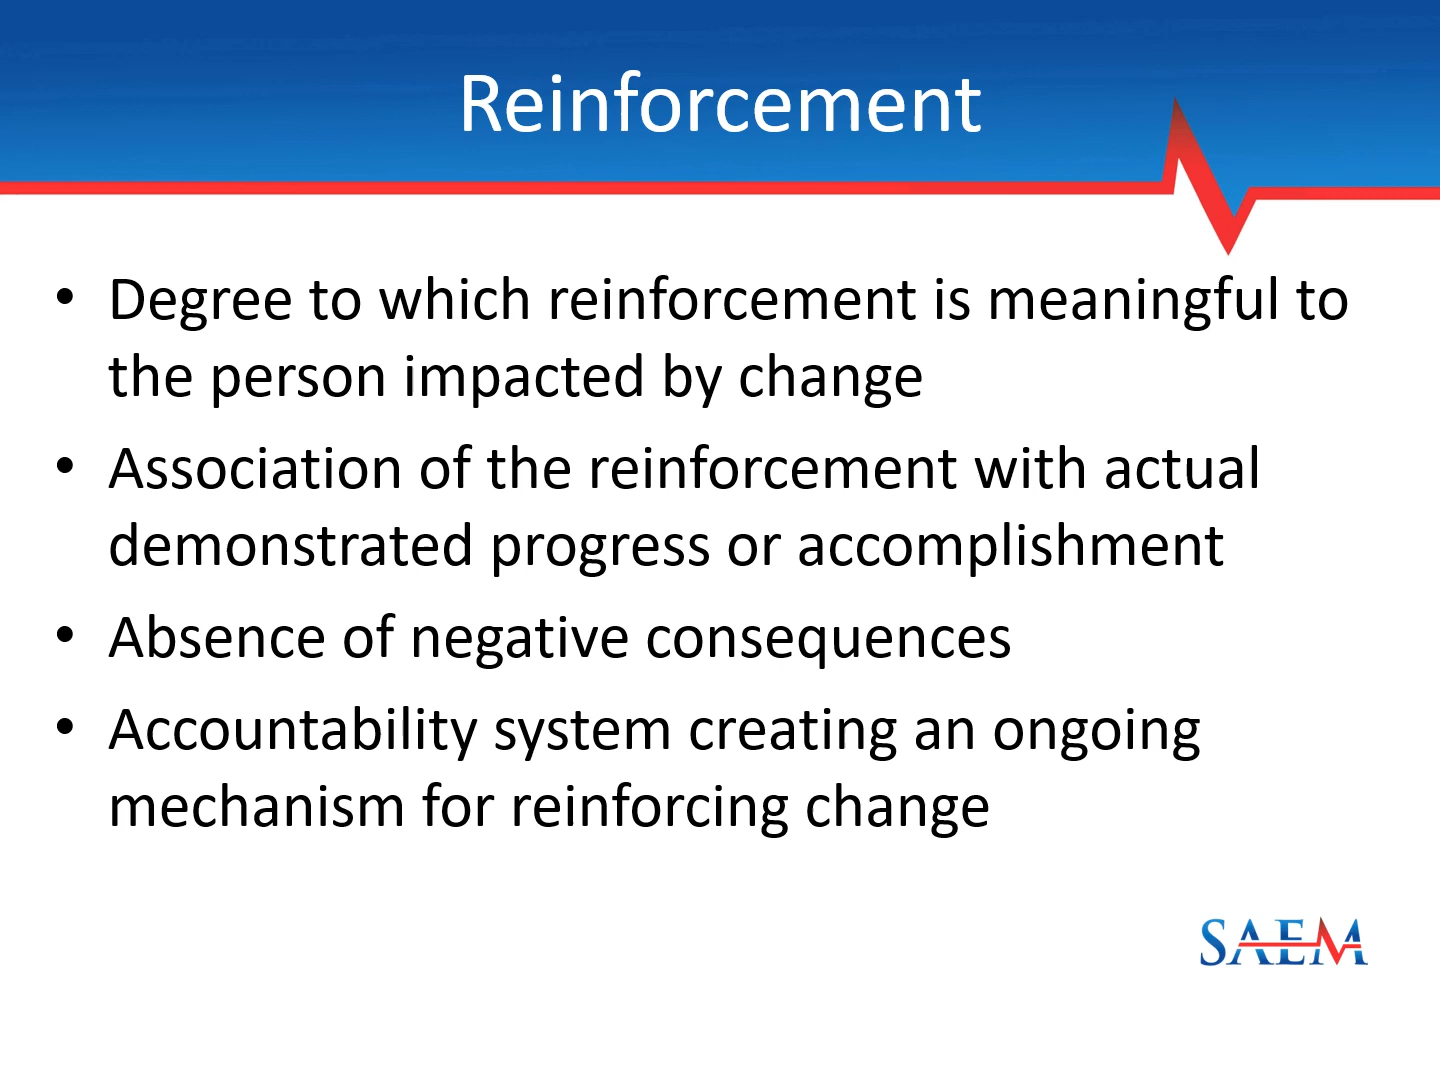 Reinforcement
• Degree to which reinforcement is meaningful to
the person impacted by change
• Association of the reinforcement with actual
demonstrated progress or accomplishment
• Absence of negative consequences
• Accountability system creating an ongoing
mechanism for reinforcing change
SAEM